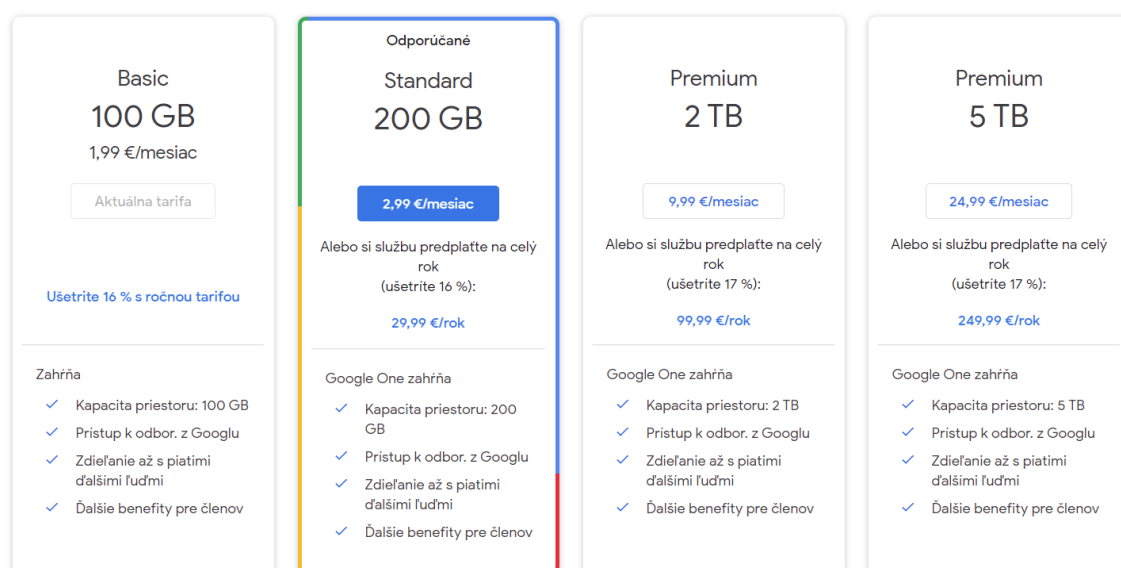 Basic
100 GB
1,99 €/mesiac
Aktuálna tarifa
Ušetrite 16 % s ročnou tarifou
Zahŕňa
Kapacita priestoru: 100 GB
Prístup k odbor. z Googlu
Zdieľanie až s piatimi
ďalšími ľuďmi
Ďalšie benefity pre členov
Odporúčané
Standard
200 GB
2,99 €/mesiac
Alebo si službu predplaťte na celý
rok
(ušetrite 16 %):
29,99 €/rok
Google One zahŕňa
Kapacita priestoru: 200
GB
Prístup k odbor. z Googlu
Zdieľanie až s piatimi
ďalšími ľuďmi
Ďalšie benefity pre členov
Premium
2 TB
9,99 €/mesiac
Alebo si službu predplaťte na celý
rok
(ušetrite 17 %):
99,99 €/rok
Google One zahŕňa
Kapacita priestoru: 2 TB
Prístup k odbor. z Googlu
Zdieľanie až s piatimi
ďalšími ľuďmi
Ďalšie benefity pre členov
Premium
5 TB
24,99 €/mesiac
Alebo si službu predplaťte na celý
rok
(ušetrite 17 %):
249,99 €/rok
Google One zahŕňa
Kapacita priestoru: 5 TB
Prístup k odbor. z Googlu
Zdieľanie až s piatimi
ďalšími ľuďmi
Ďalšie benefity pre členov